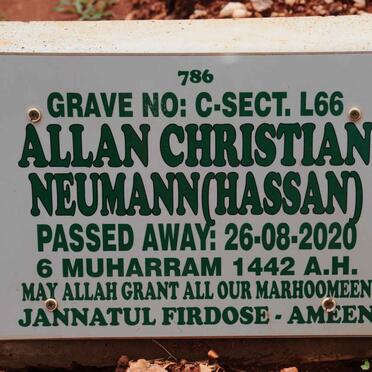 786
GRAVE NO: C-SECT. L66
ALLAN CHRISTIAN
NEUMANN(HASSAN)
PASSED AWAY: 26-08-2020
6 MUHARRAM 1442 A.H.
MAY ALLAH GRANT ALL OUR MARHOOMEEN
JANNATUL FIRDOSE - AMEEN